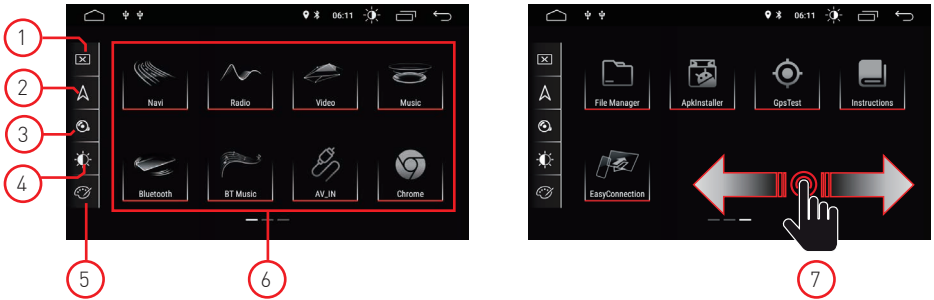 06:11
06:11
1
2
3
4
Navi Radio Video Music
Bluetooth BT Music AV_IN Chrome
File Manager ApkInstaller GpsTest Instructions
EasyConnection
5
6
7